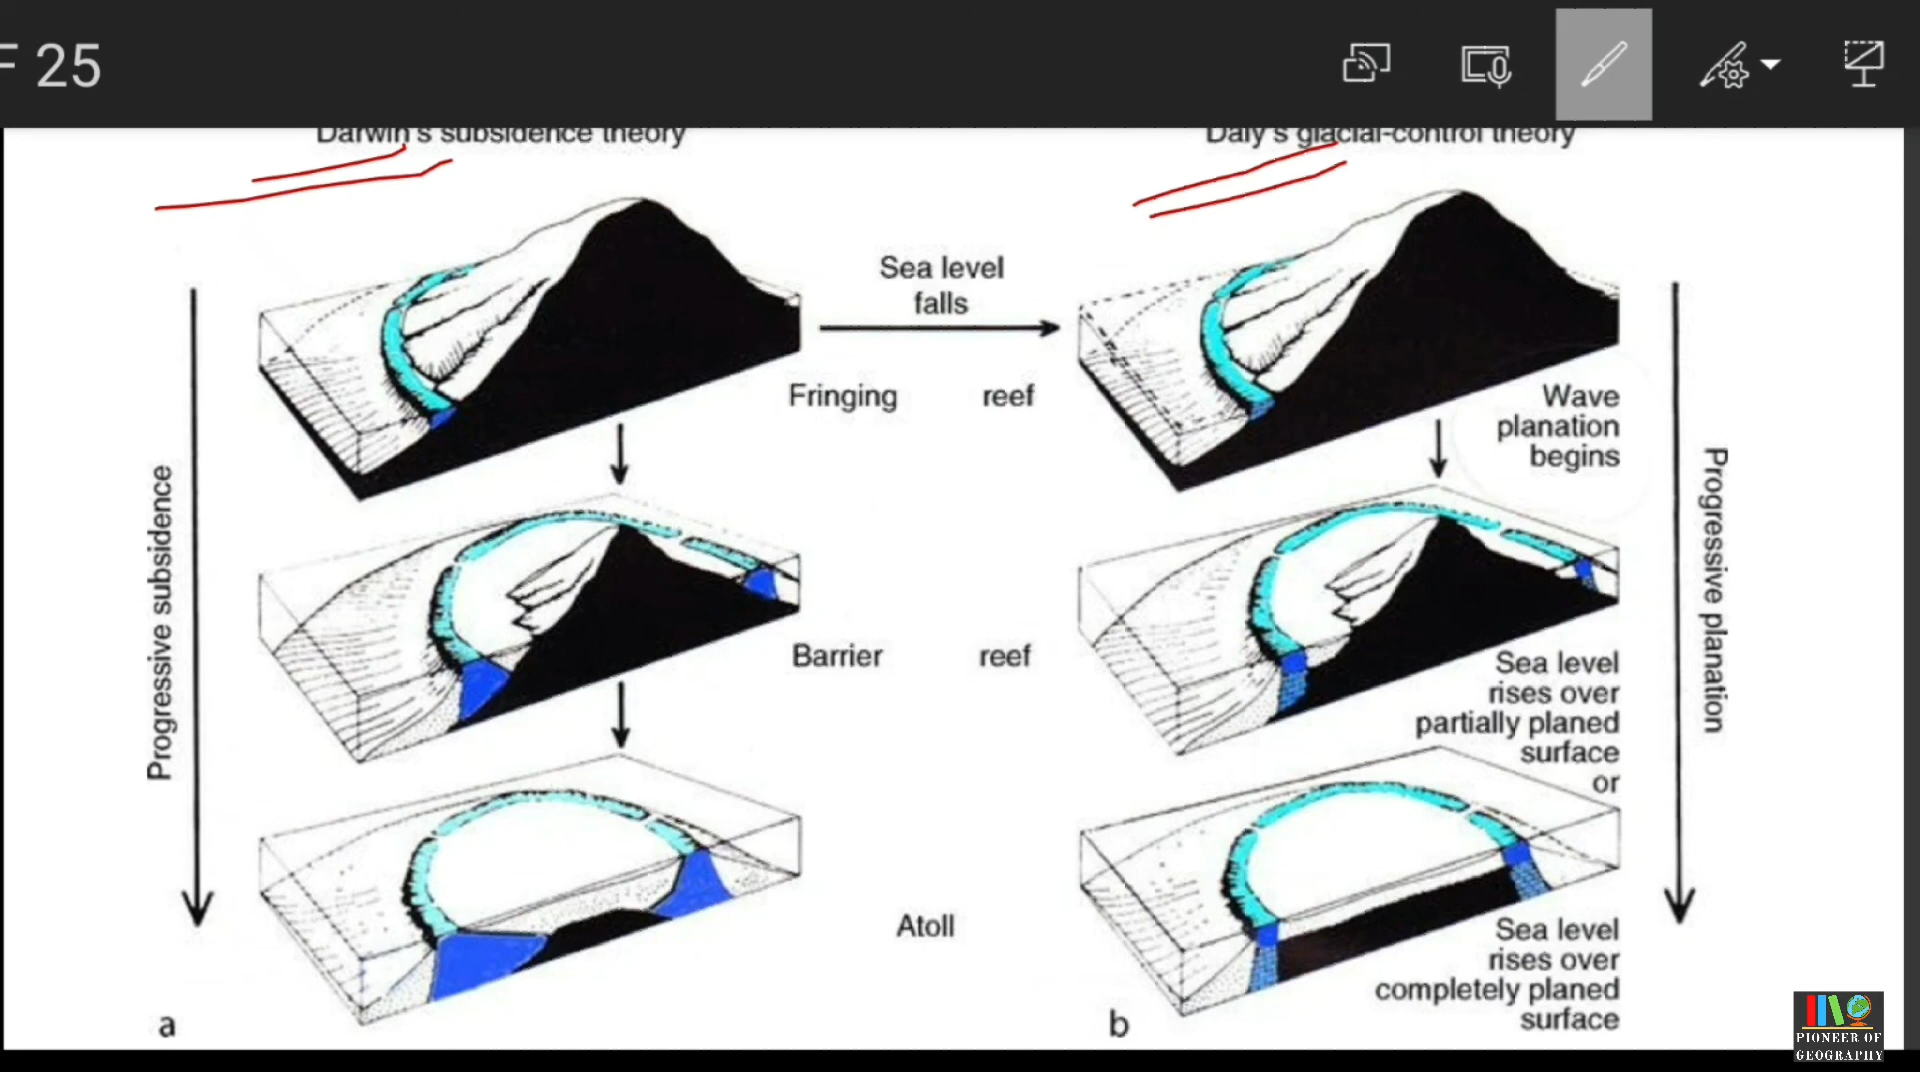 F 25
Darwin's subsidence theory
Daly's glacial-control theory
Sea level
falls
Fringing reef
Wave
planation
begins
Progressive subsidence
Progressive planation
Barrier reef
Sea level
rises over
partially planed
surface
or
Atoll
Sea level
rises over
completely planed
surface
a
b
PIONEER OF
GEOGRAPHY